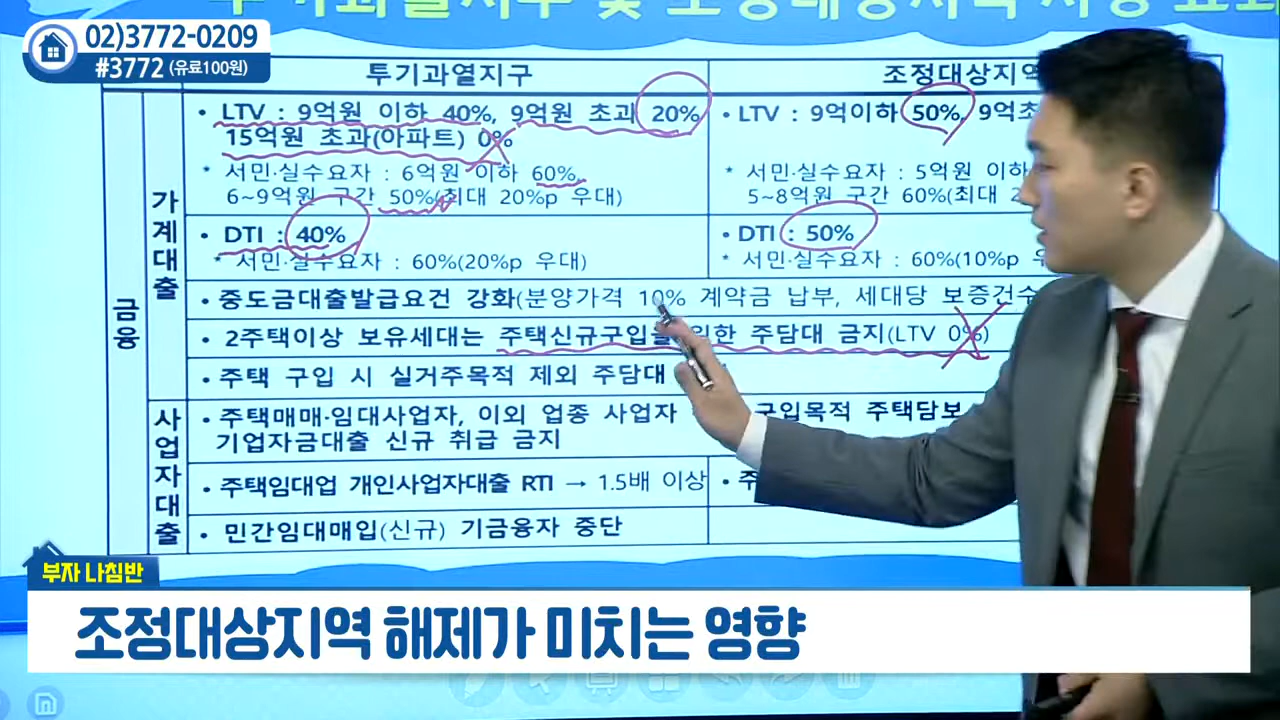 02)3772-0209
#3772 (유료100원)
투기과열지구
조정대상지역
금융
가계대출
• LTV : 9억원 이하 40%, 9억원 초과 20%
15억원 초과(아파트) 0%
* 서민·실수요자 : 6억원 이하 60%,
6~9억원 구간 50%(최대 20%p 우대)
• LTV : 9억이하 50%, 9억초
* 서민·실수요자 : 5억원 이하
5~8억원 구간 60%(최대 2
• DTI : 40%
* 서민·실수요자 : 60%(20%p 우대)
• DTI : 50%
* 서민·실수요자 : 60%(10%p 우
• 중도금대출발급요건 강화(분양가격 10% 계약금 납부, 세대당 보증건수
• 2주택이상 보유세대는 주택신규구입을 위한 주담대 금지(LTV 0%)
• 주택 구입 시 실거주목적 제외 주담대
사업자대출
• 주택매매·임대사업자, 이외 업종 사업자 구입목적 주택담보
기업자금대출 신규 취급 금지
• 주택임대업 개인사업자대출 RTI → 1.5배 이상
• 주
• 민간임대매입(신규) 기금융자 중단
부자 나침반
조정대상지역 해제가 미치는 영향